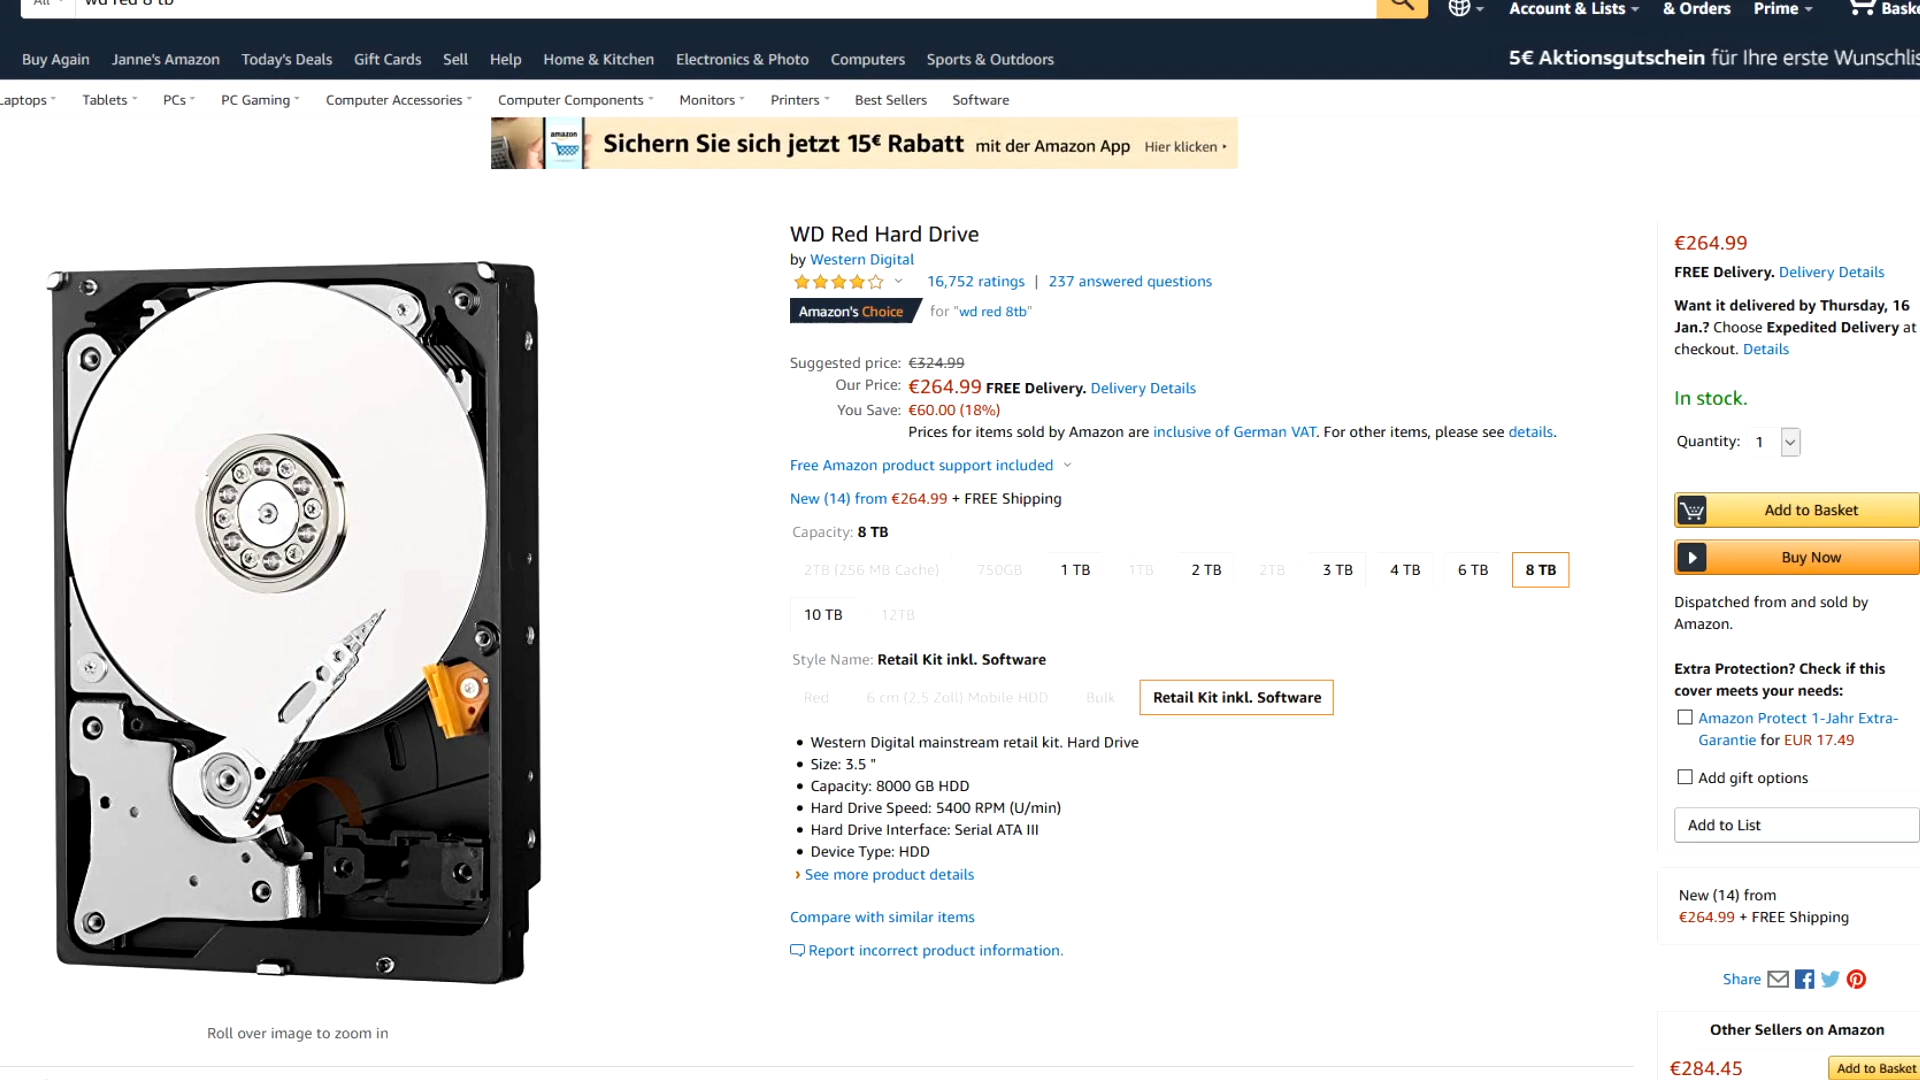 All
wd red 8 tb
Account & Lists
& Orders
Prime
Baske
Buy Again
Janne's Amazon
Today's Deals
Gift Cards
Sell
Help
Home & Kitchen
Electronics & Photo
Computers
Sports & Outdoors
5€ Aktionsgutschein für Ihre erste Wunschlis
Laptops
Tablets
PCs
PC Gaming
Computer Accessories
Computer Components
Monitors
Printers
Best Sellers
Software
amazon
Sichern Sie sich jetzt 15€ Rabatt mit der Amazon App Hier klicken
WD Red Hard Drive
by Western Digital
16,752 ratings | 237 answered questions
Amazon's Choice for "wd red 8tb"
Suggested price: €324.99
Our Price: €264.99 FREE Delivery. Delivery Details
You Save: €60.00 (18%)
Prices for items sold by Amazon are inclusive of German VAT. For other items, please see details.
Free Amazon product support included
New (14) from €264.99 + FREE Shipping
Capacity: 8 TB
2TB (256 MB Cache)
750GB
1 TB
1TB
2 TB
2TB
3 TB
4 TB
6 TB
8 TB
10 TB
12TB
Style Name: Retail Kit inkl. Software
Red
6 cm (2,5 Zoll) Mobile HDD
Bulk
Retail Kit inkl. Software
• Western Digital mainstream retail kit. Hard Drive
• Size: 3.5 "
• Capacity: 8000 GB HDD
• Hard Drive Speed: 5400 RPM (U/min)
• Hard Drive Interface: Serial ATA III
• Device Type: HDD
› See more product details
Compare with similar items
Report incorrect product information.
Roll over image to zoom in
€264.99
FREE Delivery. Delivery Details
Want it delivered by Thursday, 16
Jan.? Choose Expedited Delivery at
checkout. Details
In stock.
Quantity: 1
Add to Basket
Buy Now
Dispatched from and sold by
Amazon.
Extra Protection? Check if this
cover meets your needs:
Amazon Protect 1-Jahr Extra-
Garantie for EUR 17.49
Add gift options
Add to List
New (14) from
€264.99 + FREE Shipping
Share
Other Sellers on Amazon
€284.45
Add to Basket